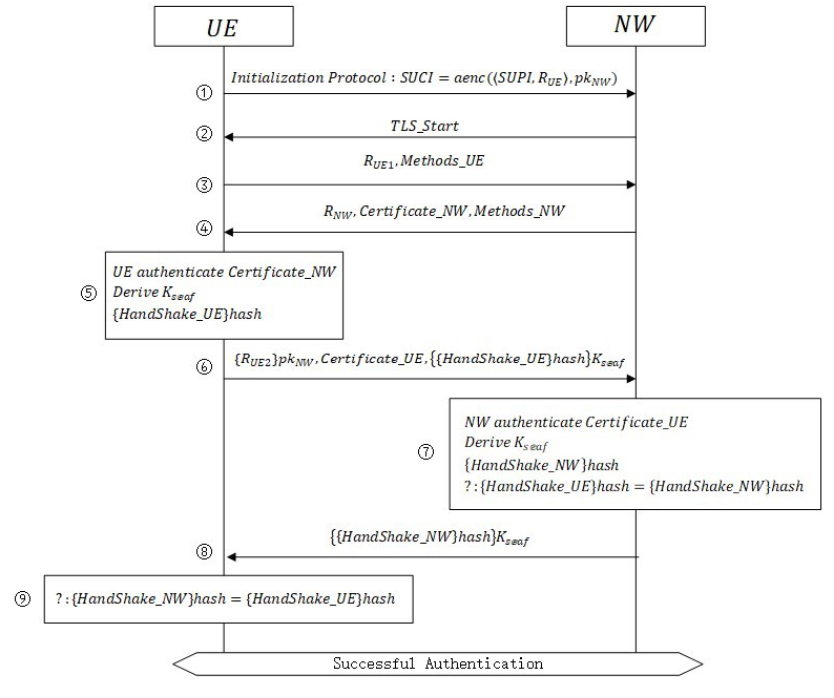 UE
NW
① Initialization Protocol : SUCI = aenc(⟨SUPI, R_UE⟩, pk_NW)
② TLS_Start
③ R_UE1, Methods_UE
④ R_NW, Certificate_NW, Methods_NW
⑤ UE authenticate Certificate_NW
Derive K_seaf
{HandShake_UE}hash
⑥ {R_UE2}pk_NW, Certificate_UE, {{HandShake_UE}hash}K_seaf
⑦ NW authenticate Certificate_UE
Derive K_seaf
{HandShake_NW}hash
? : {HandShake_UE}hash = {HandShake_NW}hash
⑧ {{HandShake_NW}hash}K_seaf
⑨ ? : {HandShake_NW}hash = {HandShake_UE}hash
Successful Authentication